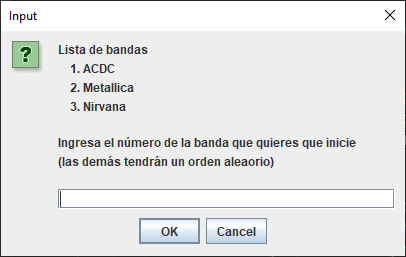 Input
Lista de bandas
1. ACDC
2. Metallica
3. Nirvana
Ingresa el número de la banda que quieres que inicie
(las demás tendrán un orden aleaorio)
OK
Cancel